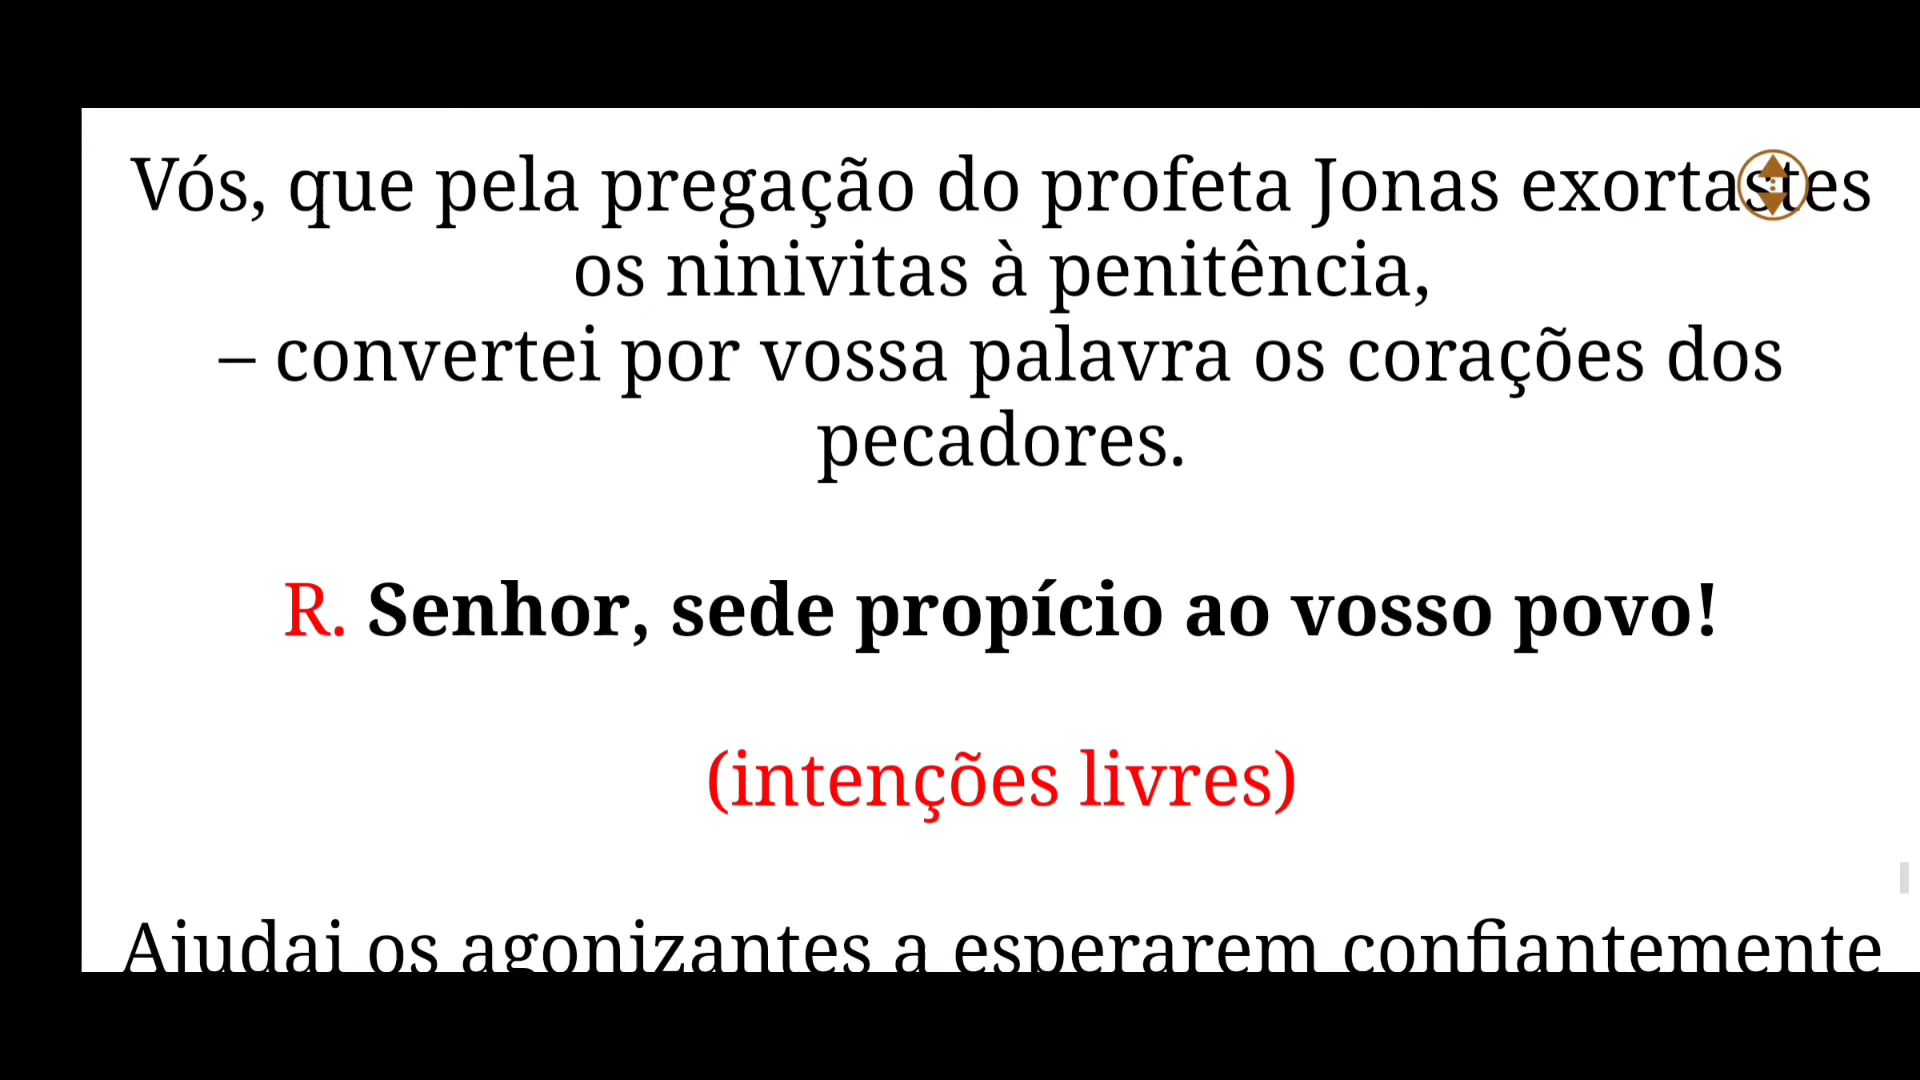 Vós, que pela pregação do profeta Jonas exortastes
os ninivitas à penitência,
– convertei por vossa palavra os corações dos
pecadores.
R. Senhor, sede propício ao vosso povo!
(intenções livres)
Ajudai os agonizantes a esperarem confiantemente